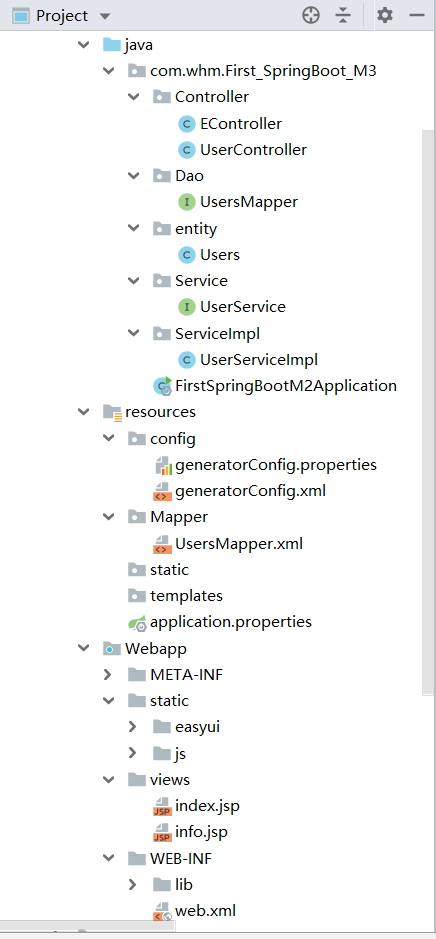 Project
java
com.whm.First_SpringBoot_M3
Controller
C EController
C UserController
Dao
I UsersMapper
entity
C Users
Service
I UserService
ServiceImpl
C UserServiceImpl
C FirstSpringBootM2Application
resources
config
generatorConfig.properties
generatorConfig.xml
Mapper
UsersMapper.xml
static
templates
application.properties
Webapp
META-INF
static
easyui
js
views
JSP index.jsp
JSP info.jsp
WEB-INF
lib
web.xml